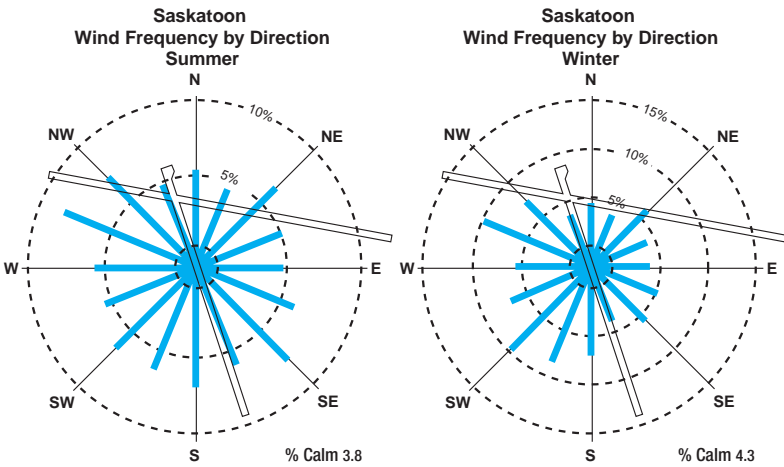 Saskatoon
Wind Frequency by Direction
Summer
N
10%
NW
NE
5%
W
E
SW
SE
S
% Calm 3.8
Saskatoon
Wind Frequency by Direction
Winter
N
15%
NW
NE
10%
5%
W
E
SW
SE
S
% Calm 4.3